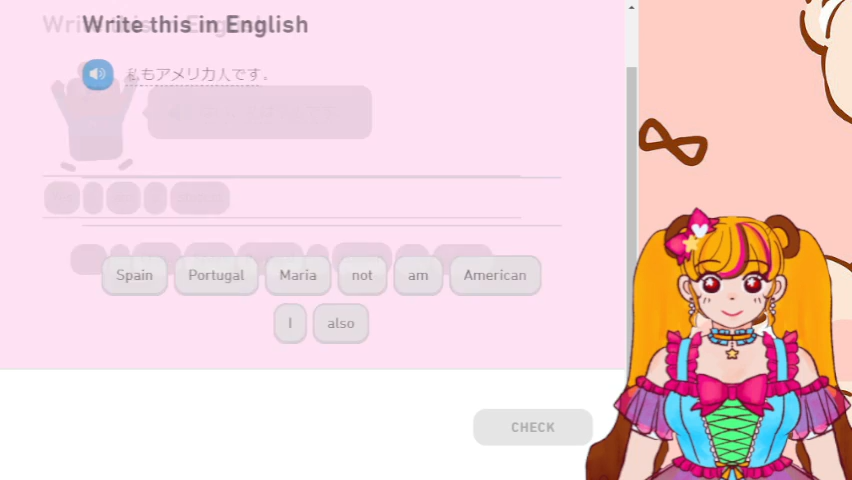 Write this in English
私もアメリカ人です。
Spain Portugal Maria not am American
I also
CHECK